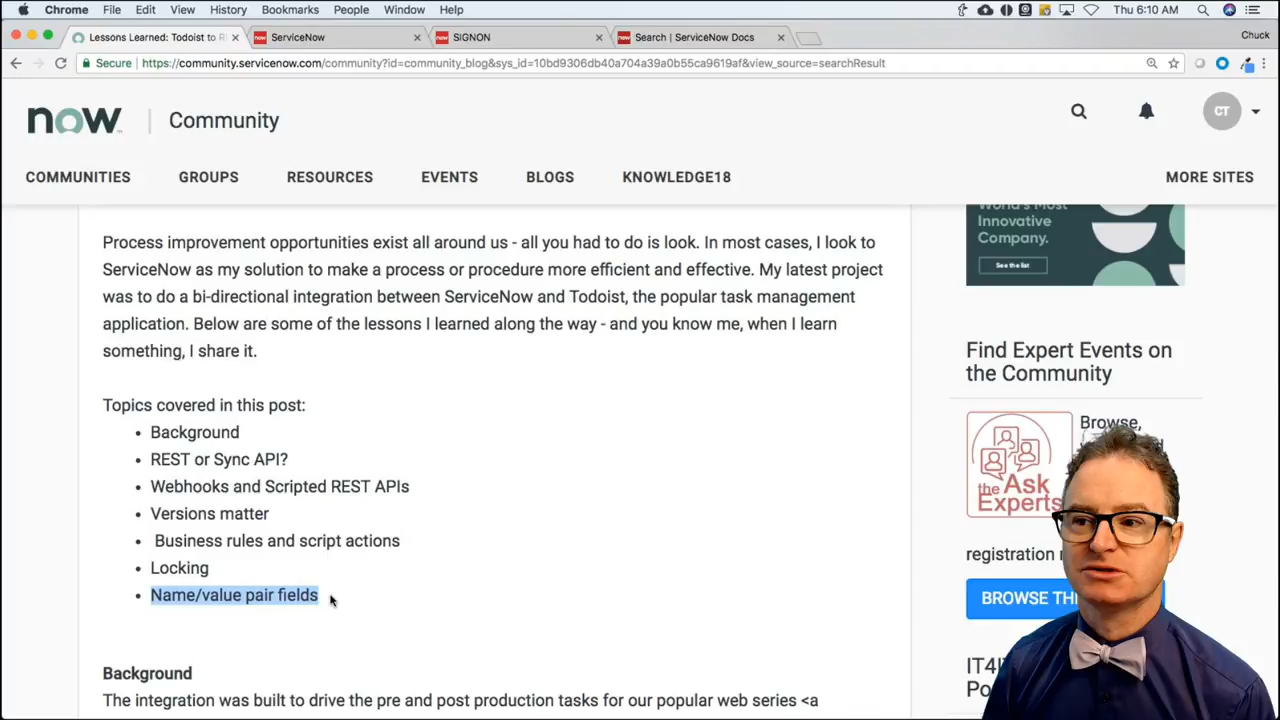 Chrome File Edit View History Bookmarks People Window Help Thu 6:10 AM
Lessons Learned: Todoist to ServiceNow SIGNON Search | ServiceNow Docs Chuck
Secure https://community.servicenow.com/community?id=community_blog&sys_id=10bd9306db40a704a39a0b55ca9619af&view_source=searchResult
now Community CT
COMMUNITIES GROUPS RESOURCES EVENTS BLOGS KNOWLEDGE18 MORE SITES
World's Most
Innovative
Company.
See the list
Process improvement opportunities exist all around us - all you had to do is look. In most cases, I look to
ServiceNow as my solution to make a process or procedure more efficient and effective. My latest project
was to do a bi-directional integration between ServiceNow and Todoist, the popular task management
application. Below are some of the lessons I learned along the way - and you know me, when I learn
something, I share it.
Topics covered in this post:
• Background
• REST or Sync API?
• Webhooks and Scripted REST APIs
• Versions matter
• Business rules and script actions
• Locking
• Name/value pair fields
Background
The integration was built to drive the pre and post production tasks for our popular web series <a
Find Expert Events on
the Community
the Ask
Experts
Browse,
registration
BROWSE
IT4I
Po